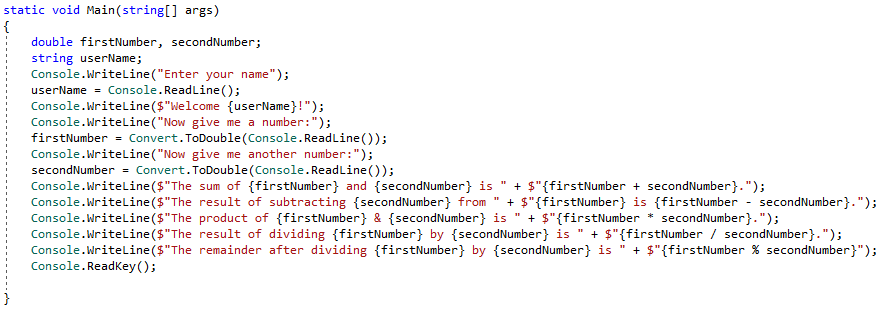 static void Main(string[] args)
{
    double firstNumber, secondNumber;
    string userName;
    Console.WriteLine("Enter your name");
    userName = Console.ReadLine();
    Console.WriteLine($"Welcome {userName}!");
    Console.WriteLine("Now give me a number:");
    firstNumber = Convert.ToDouble(Console.ReadLine());
    Console.WriteLine("Now give me another number:");
    secondNumber = Convert.ToDouble(Console.ReadLine());
    Console.WriteLine($"The sum of {firstNumber} and {secondNumber} is " + $"{firstNumber + secondNumber}.");
    Console.WriteLine($"The result of subtracting {secondNumber} from " + $"{firstNumber} is {firstNumber - secondNumber}.");
    Console.WriteLine($"The product of {firstNumber} & {secondNumber} is " + $"{firstNumber * secondNumber}.");
    Console.WriteLine($"The result of dividing {firstNumber} by {secondNumber} is " + $"{firstNumber / secondNumber}.");
    Console.WriteLine($"The remainder after dividing {firstNumber} by {secondNumber} is " + $"{firstNumber % secondNumber}");
    Console.ReadKey();
}